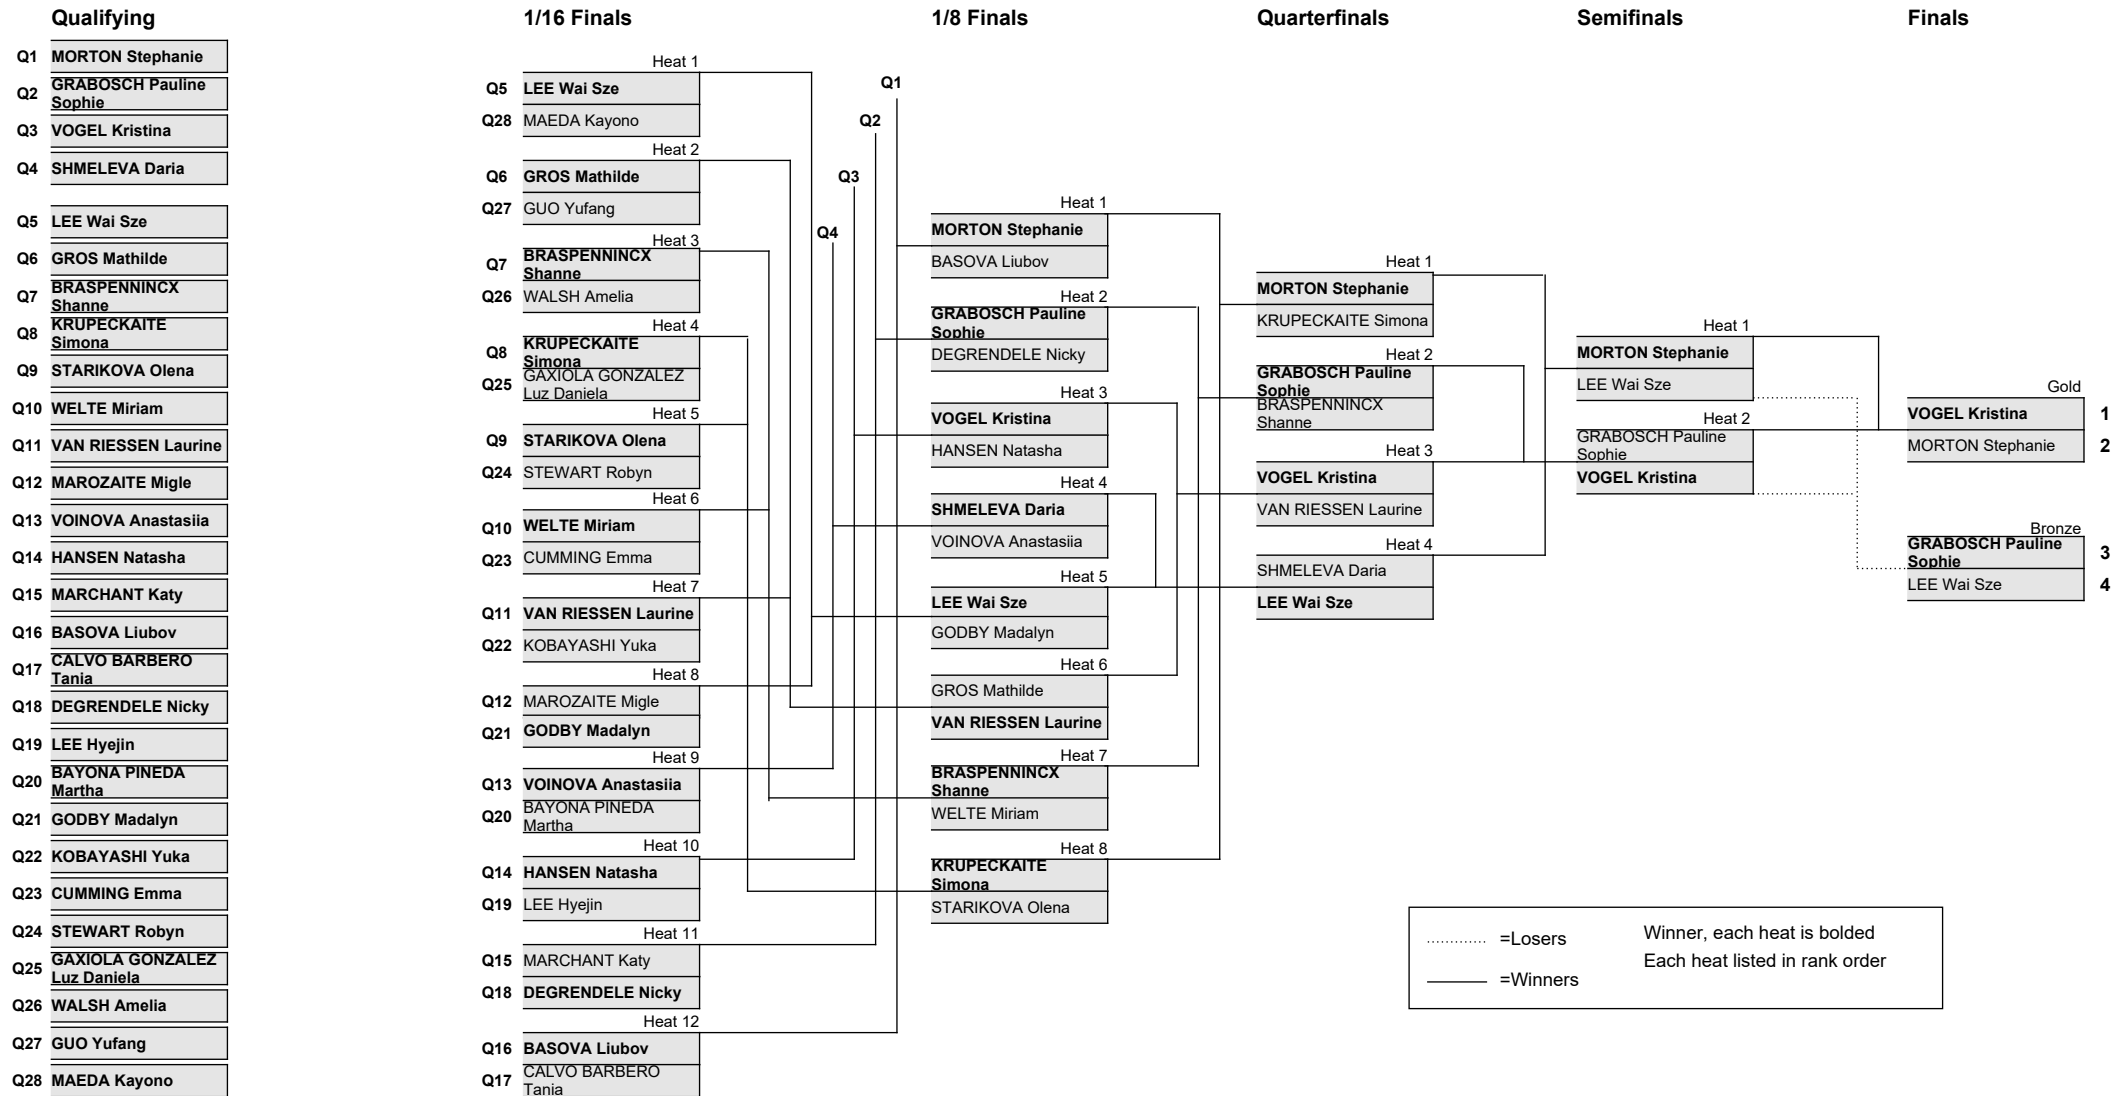 Qualifying
Q1 MORTON Stephanie
Q2 GRABOSCH Pauline
Sophie
Q3 VOGEL Kristina
Q4 SHMELEVA Daria
Q5 LEE Wai Sze
Q6 GROS Mathilde
Q7 BRASPENNINCX
Shanne
Q8 KRUPECKAITE
Simona
Q9 STARIKOVA Olena
Q10 WELTE Miriam
Q11 VAN RIESSEN Laurine
Q12 MAROZAITE Migle
Q13 VOINOVA Anastasiia
Q14 HANSEN Natasha
Q15 MARCHANT Katy
Q16 BASOVA Liubov
Q17 CALVO BARBERO
Tania
Q18 DEGRENDELE Nicky
Q19 LEE Hyejin
Q20 BAYONA PINEDA
Martha
Q21 GODBY Madalyn
Q22 KOBAYASHI Yuka
Q23 CUMMING Emma
Q24 STEWART Robyn
Q25 GAXIOLA GONZALEZ
Luz Daniela
Q26 WALSH Amelia
Q27 GUO Yufang
Q28 MAEDA Kayono
1/16 Finals
Heat 1
Q5 LEE Wai Sze
Q28 MAEDA Kayono
Heat 2
Q6 GROS Mathilde
Q27 GUO Yufang
Heat 3
Q7 BRASPENNINCX
Shanne
Q26 WALSH Amelia
Heat 4
Q8 KRUPECKAITE
Simona
Q25 GAXIOLA GONZALEZ
Luz Daniela
Heat 5
Q9 STARIKOVA Olena
Q24 STEWART Robyn
Heat 6
Q10 WELTE Miriam
Q23 CUMMING Emma
Heat 7
Q11 VAN RIESSEN Laurine
Q22 KOBAYASHI Yuka
Heat 8
Q12 MAROZAITE Migle
Q21 GODBY Madalyn
Heat 9
Q13 VOINOVA Anastasiia
Q20 BAYONA PINEDA
Martha
Heat 10
Q14 HANSEN Natasha
Q19 LEE Hyejin
Heat 11
Q15 MARCHANT Katy
Q18 DEGRENDELE Nicky
Heat 12
Q16 BASOVA Liubov
Q17 CALVO BARBERO
Tania
Q1
Q2
Q3
Q4
1/8 Finals
Heat 1
MORTON Stephanie
BASOVA Liubov
Heat 2
GRABOSCH Pauline
Sophie
DEGRENDELE Nicky
Heat 3
VOGEL Kristina
HANSEN Natasha
Heat 4
SHMELEVA Daria
VOINOVA Anastasiia
Heat 5
LEE Wai Sze
GODBY Madalyn
Heat 6
GROS Mathilde
VAN RIESSEN Laurine
Heat 7
BRASPENNINCX
Shanne
WELTE Miriam
Heat 8
KRUPECKAITE
Simona
STARIKOVA Olena
Quarterfinals
Heat 1
MORTON Stephanie
KRUPECKAITE Simona
Heat 2
GRABOSCH Pauline
Sophie
BRASPENNINCX
Shanne
Heat 3
VOGEL Kristina
VAN RIESSEN Laurine
Heat 4
SHMELEVA Daria
LEE Wai Sze
Semifinals
Heat 1
MORTON Stephanie
LEE Wai Sze
Heat 2
GRABOSCH Pauline
Sophie
VOGEL Kristina
Finals
Gold
VOGEL Kristina 1
MORTON Stephanie 2
Bronze
GRABOSCH Pauline
Sophie 3
LEE Wai Sze 4
=Losers
=Winners
Winner, each heat is bolded
Each heat listed in rank order